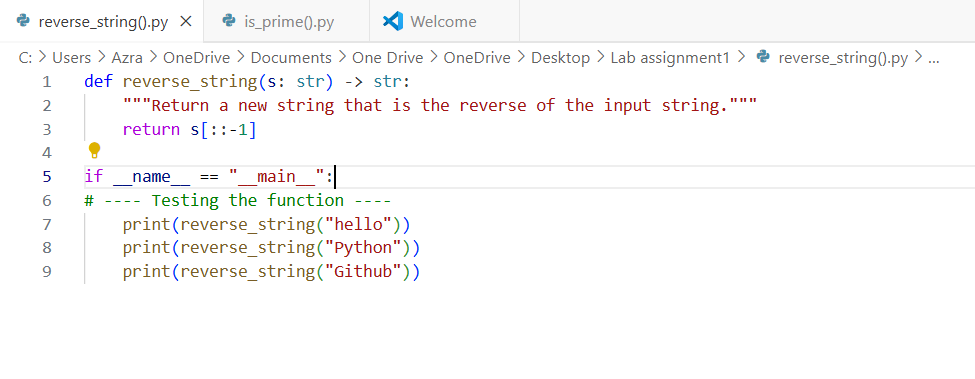 reverse_string().py × is_prime().py Welcome
C: > Users > Azra > OneDrive > Documents > One Drive > OneDrive > Desktop > Lab assignment1 > reverse_string().py > ...
1 def reverse_string(s: str) -> str:
2     """Return a new string that is the reverse of the input string."""
3     return s[::-1]
4
5 if __name__ == "__main__":
6 # ---- Testing the function ----
7     print(reverse_string("hello"))
8     print(reverse_string("Python"))
9     print(reverse_string("Github"))